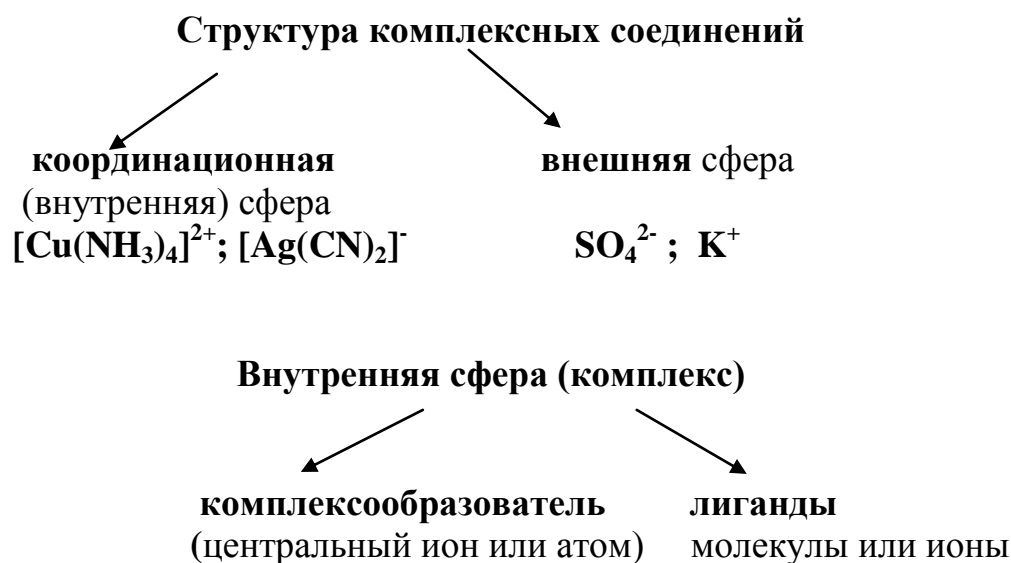 Структура комплексных соединений
координационная внешняя сфера
(внутренняя) сфера
[Cu(NH₃)₄]²⁺; [Ag(CN)₂]⁻ SO₄²⁻ ; K⁺
Внутренняя сфера (комплекс)
комплексообразователь лиганды
(центральный ион или атом) молекулы или ионы